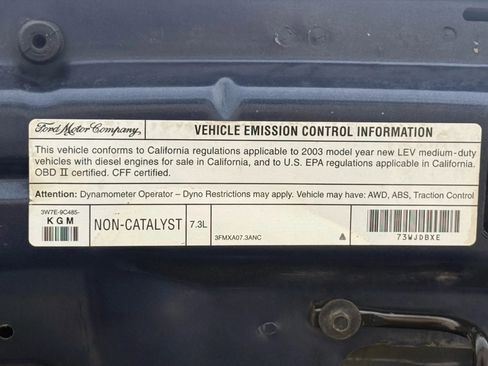 Ford Motor Company, VEHICLE EMISSION CONTROL INFORMATION
This vehicle conforms to California regulations applicable to 2003 model year new LEV medium-duty
vehicles with diesel engines for sale in California, and to U.S. EPA regulations applicable in California.
OBD II certified. CFF certified.
Attention: Dynamometer Operator – Dyno Restrictions may apply. Vehicle may have: AWD, ABS, Traction Control
3W7E-9C485-
KGM NON-CATALYST 7.3L
3FMXA07.3ANC 73WJDBXE